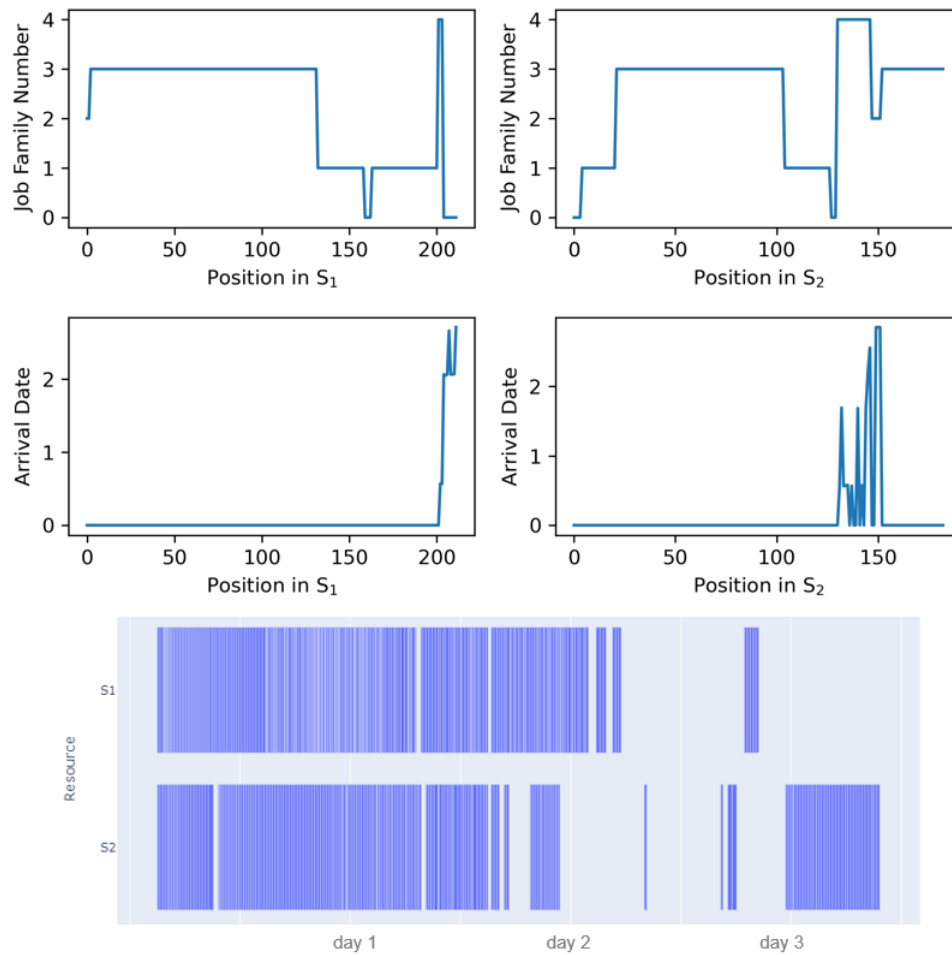 Job Family Number
4
3
2
1
0
0 50 100 150 200
Position in S₁
Job Family Number
4
3
2
1
0
0 50 100 150
Position in S₂
Arrival Date
2
1
0
0 50 100 150 200
Position in S₁
Arrival Date
2
1
0
0 50 100 150
Position in S₂
Resource
S1
S2
day 1 day 2 day 3